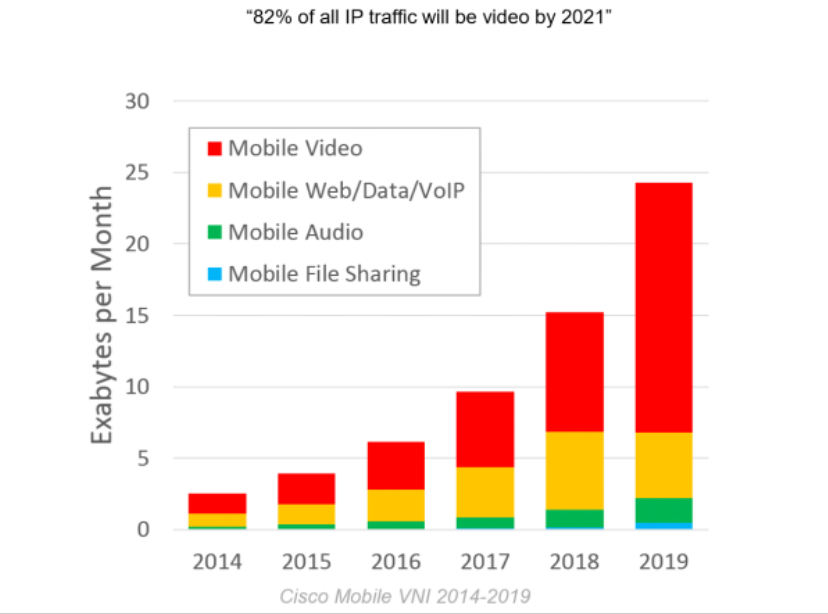 “82% of all IP traffic will be video by 2021”
30
25
20
15
10
5
0
Exabytes per Month
Mobile Video
Mobile Web/Data/VoIP
Mobile Audio
Mobile File Sharing
2014 2015 2016 2017 2018 2019
Cisco Mobile VNI 2014-2019